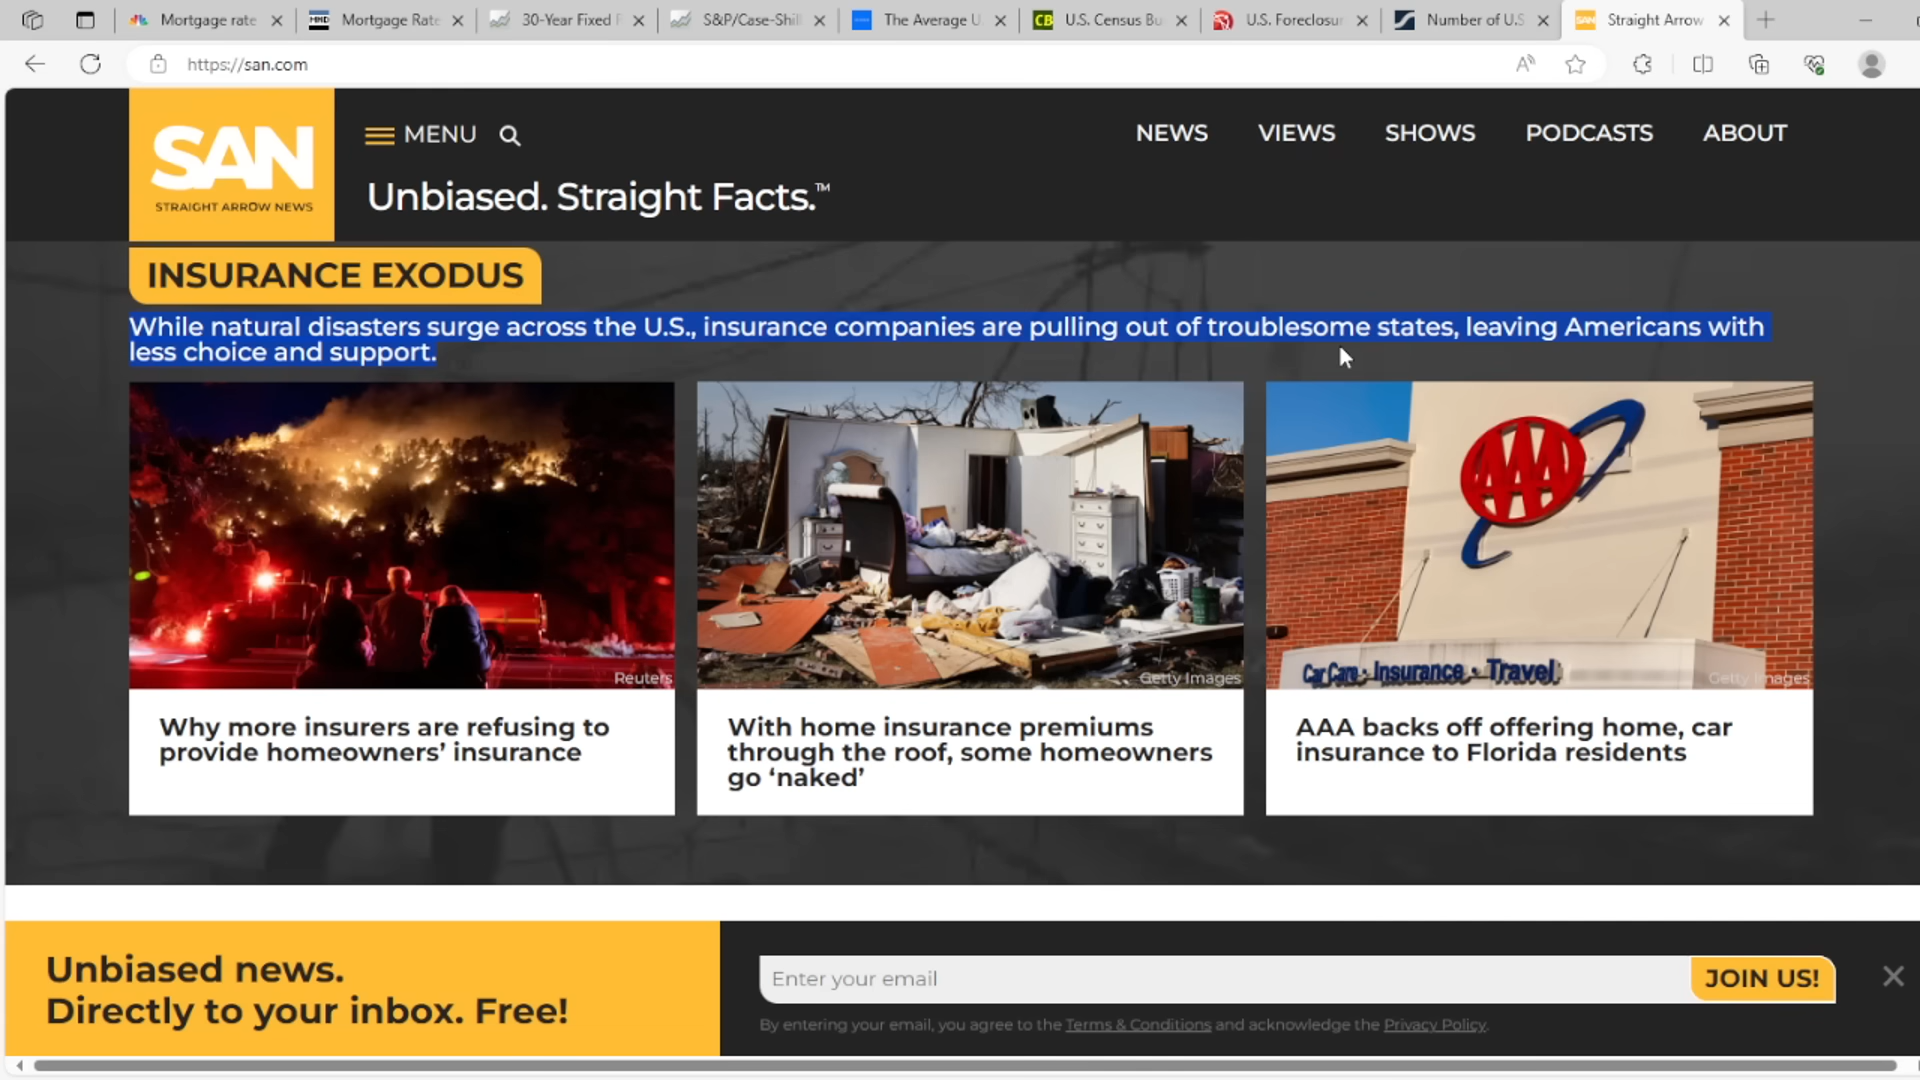 Mortgage rate
Mortgage Rate
30-Year Fixed
S&P/Case-Shil
The Average U.
U.S. Census Bu
U.S. Foreclosur
Number of U.S
Straight Arrow
https://san.com
SAN
STRAIGHT ARROW NEWS
MENU
NEWS
VIEWS
SHOWS
PODCASTS
ABOUT
Unbiased. Straight Facts.™
INSURANCE EXODUS
While natural disasters surge across the U.S., insurance companies are pulling out of troublesome states, leaving Americans with
less choice and support.
AAA
Car Care · Insurance · Travel
Reuters
Getty Images
Getty Images
Why more insurers are refusing to
provide homeowners’ insurance
With home insurance premiums
through the roof, some homeowners
go ‘naked’
AAA backs off offering home, car
insurance to Florida residents
Unbiased news.
Directly to your inbox. Free!
Enter your email
JOIN US!
By entering your email, you agree to the Terms & Conditions and acknowledge the Privacy Policy.